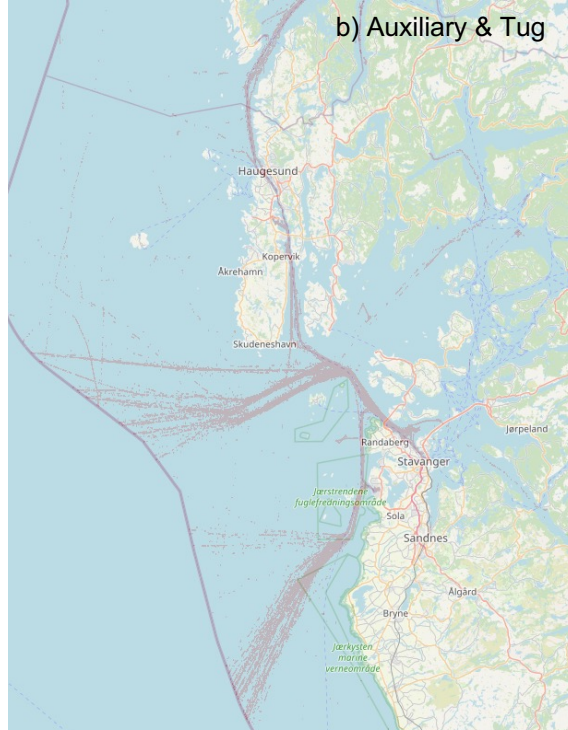 b) Auxiliary & Tug
Haugesund
Kopervik
Åkrehamn
Skudeneshavn
Randaberg
Jørpeland
Stavanger
Jærstrendene
fuglefredningsområde
Sola
Sandnes
Ålgård
Bryne
Jærkysten
marine
verneområde